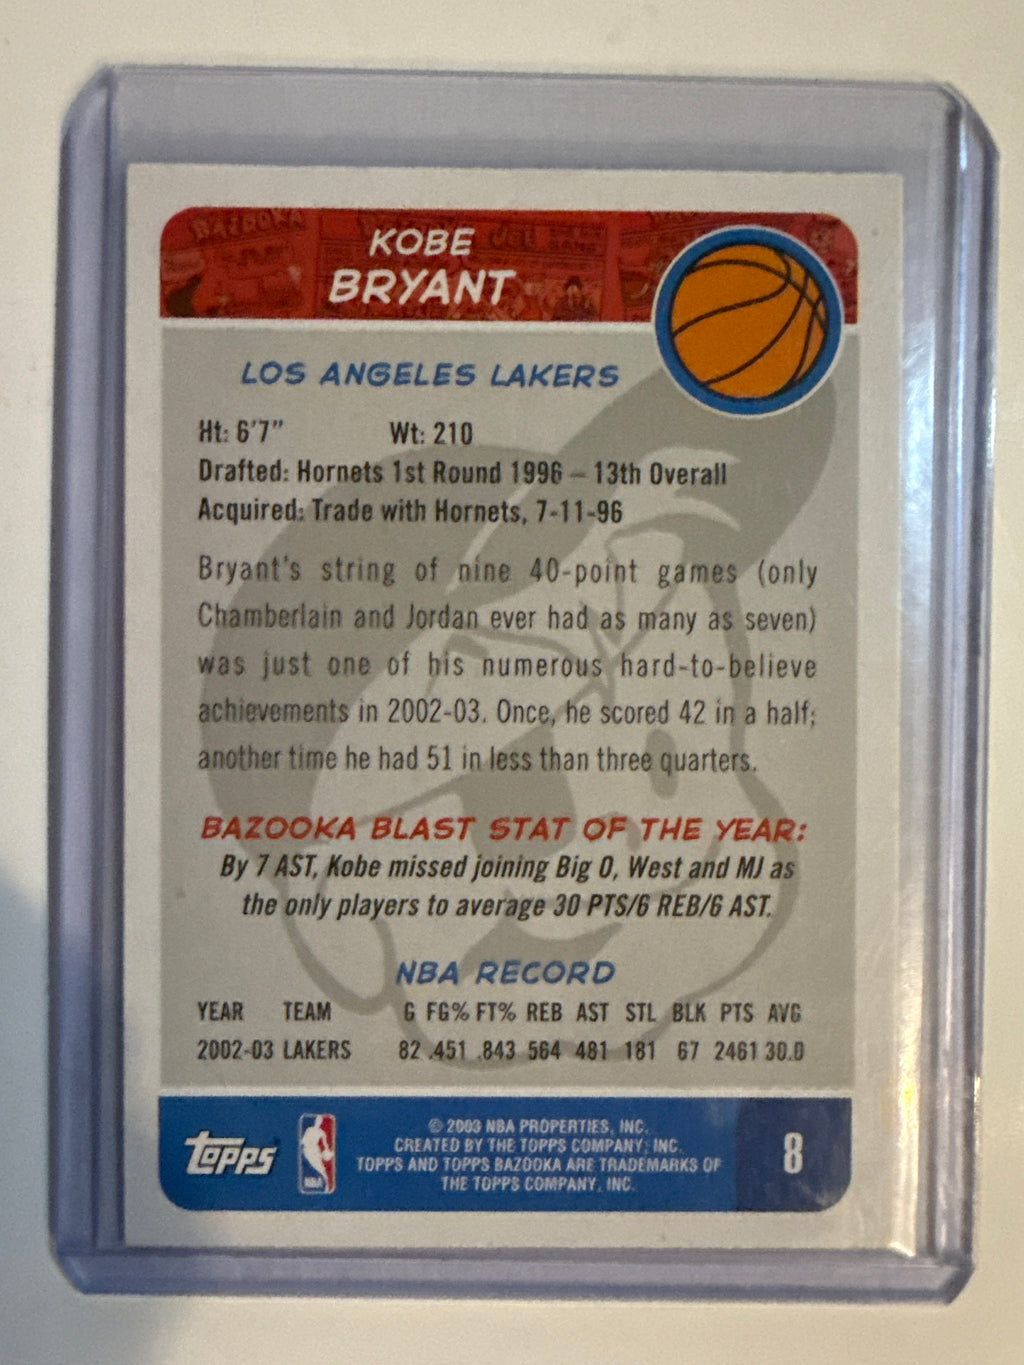 KOBE
BRYANT
LOS ANGELES LAKERS
Ht: 6'7" Wt: 210
Drafted: Hornets 1st Round 1996 – 13th Overall
Acquired: Trade with Hornets, 7-11-96
Bryant's string of nine 40-point games (only
Chamberlain and Jordan ever had as many as seven)
was just one of his numerous hard-to-believe
achievements in 2002-03. Once, he scored 42 in a half;
another time he had 51 in less than three quarters.
BAZOOKA BLAST STAT OF THE YEAR:
By 7 AST, Kobe missed joining Big O, West and MJ as
the only players to average 30 PTS/6 REB/6 AST.
NBA RECORD
YEAR TEAM G FG% FT% REB AST STL BLK PTS AVG
2002-03 LAKERS 82 .451 .843 564 481 181 67 2461 30.0
Topps
NBA
© 2003 NBA PROPERTIES, INC.
CREATED BY THE TOPPS COMPANY, INC.
TOPPS AND TOPPS BAZOOKA ARE TRADEMARKS OF
THE TOPPS COMPANY, INC.
8